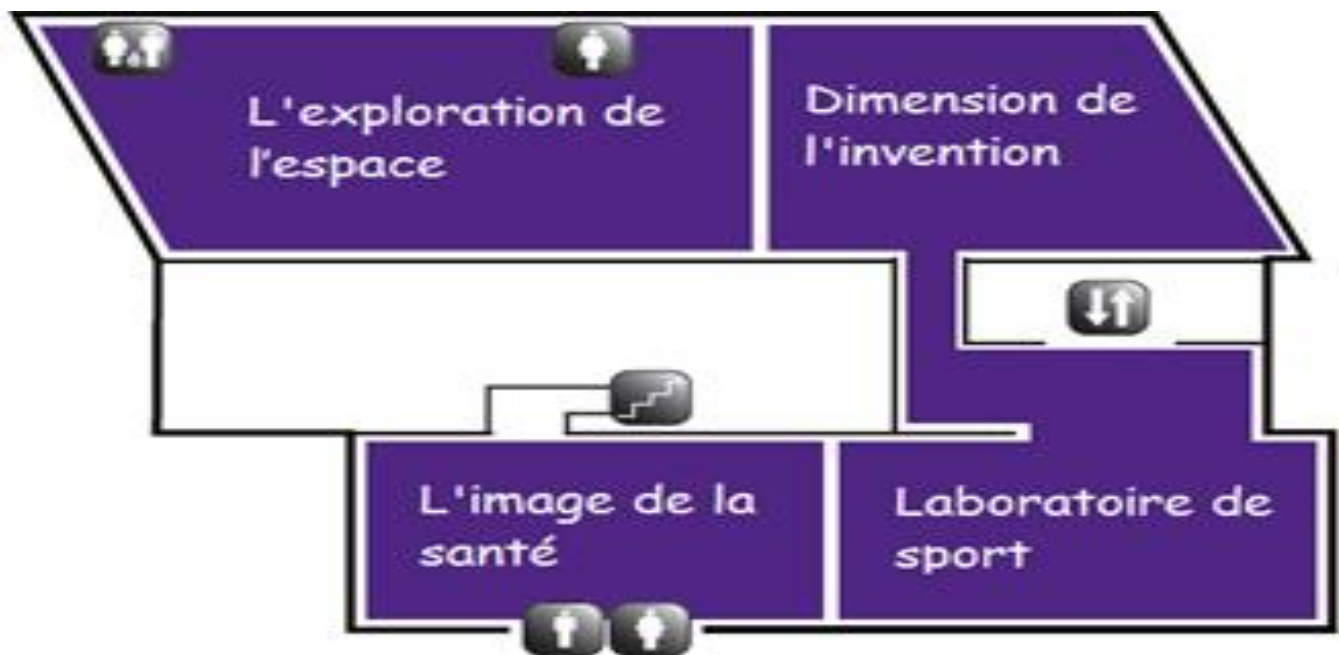 L'exploration de
l'espace
Dimension de
l'invention
L'image de la
santé
Laboratoire de
sport